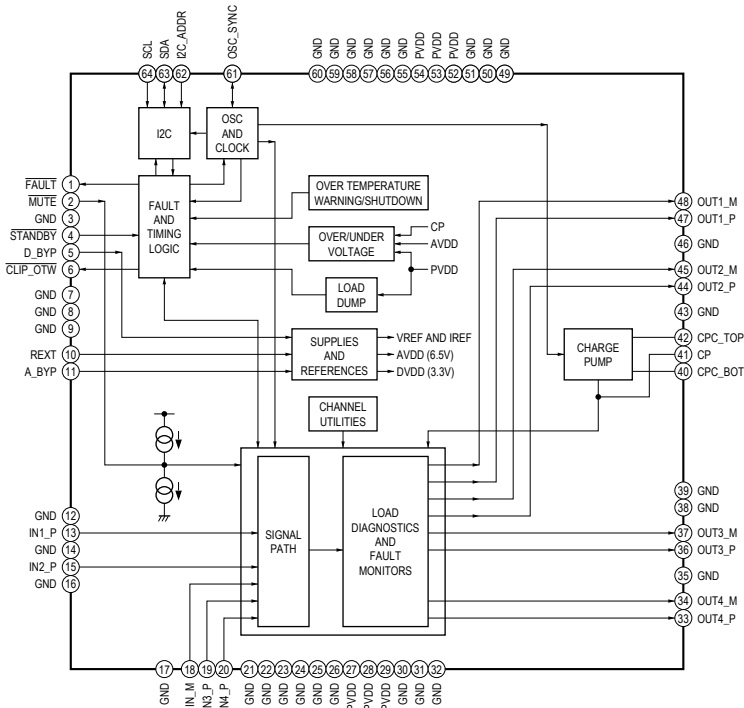 SCL
SDA
I2C_ADDR
OSC_SYNC
GND
GND
GND
GND
GND
GND
PVDD
PVDD
PVDD
GND
GND
GND
64 63 62 61 60 59 58 57 56 55 54 53 52 51 50 49
I2C
OSC
AND
CLOCK
FAULT 1
MUTE 2
GND 3
STANDBY 4
D_BYP 5
CLIP_OTW 6
GND 7
GND 8
GND 9
REXT 10
A_BYP 11
GND 12
IN1_P 13
GND 14
IN2_P 15
GND 16
FAULT
AND
TIMING
LOGIC
OVER TEMPERATURE
WARNING/SHUTDOWN
OVER/UNDER
VOLTAGE
CP
AVDD
PVDD
LOAD
DUMP
SUPPLIES
AND
REFERENCES
VREF AND IREF
AVDD (6.5V)
DVDD (3.3V)
CHANNEL
UTILITIES
SIGNAL
PATH
LOAD
DIAGNOSTICS
AND
FAULT
MONITORS
CHARGE
PUMP
48 OUT1_M
47 OUT1_P
46 GND
45 OUT2_M
44 OUT2_P
43 GND
42 CPC_TOP
41 CP
40 CPC_BOT
39 GND
38 GND
37 OUT3_M
36 OUT3_P
35 GND
34 OUT4_M
33 OUT4_P
17 18 19 20 21 22 23 24 25 26 27 28 29 30 31 32
GND
IN_M
N3_P
N4_P
GND
GND
GND
GND
GND
GND
PVDD
PVDD
PVDD
GND
GND
GND